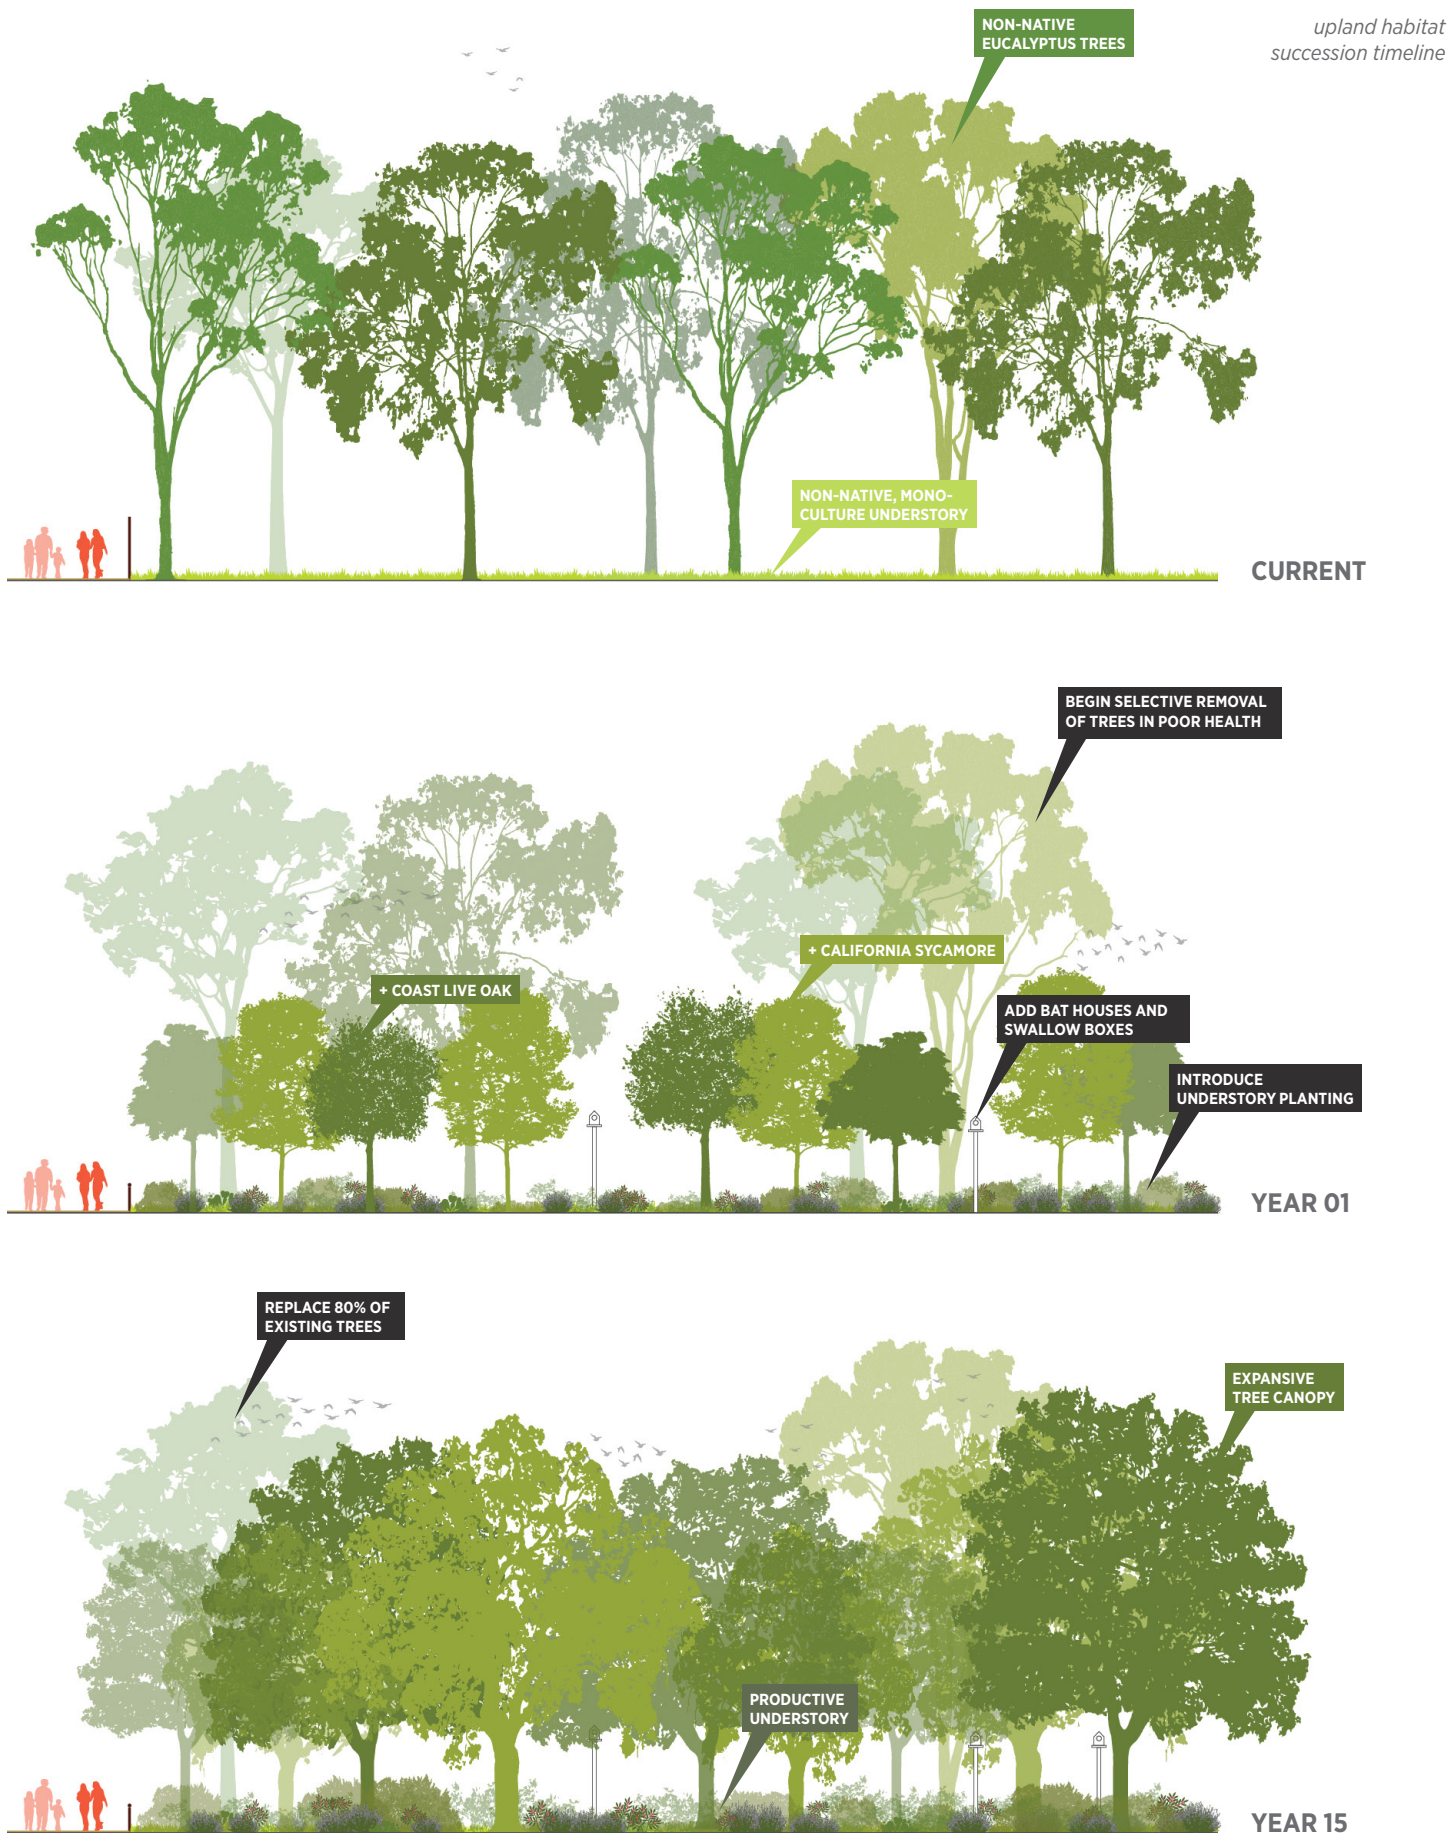 upland habitat
succession timeline
NON-NATIVE
EUCALYPTUS TREES
NON-NATIVE, MONO-
CULTURE UNDERSTORY
CURRENT
BEGIN SELECTIVE REMOVAL
OF TREES IN POOR HEALTH
+ CALIFORNIA SYCAMORE
+ COAST LIVE OAK
ADD BAT HOUSES AND
SWALLOW BOXES
INTRODUCE
UNDERSTORY PLANTING
YEAR 01
REPLACE 80% OF
EXISTING TREES
EXPANSIVE
TREE CANOPY
PRODUCTIVE
UNDERSTORY
YEAR 15